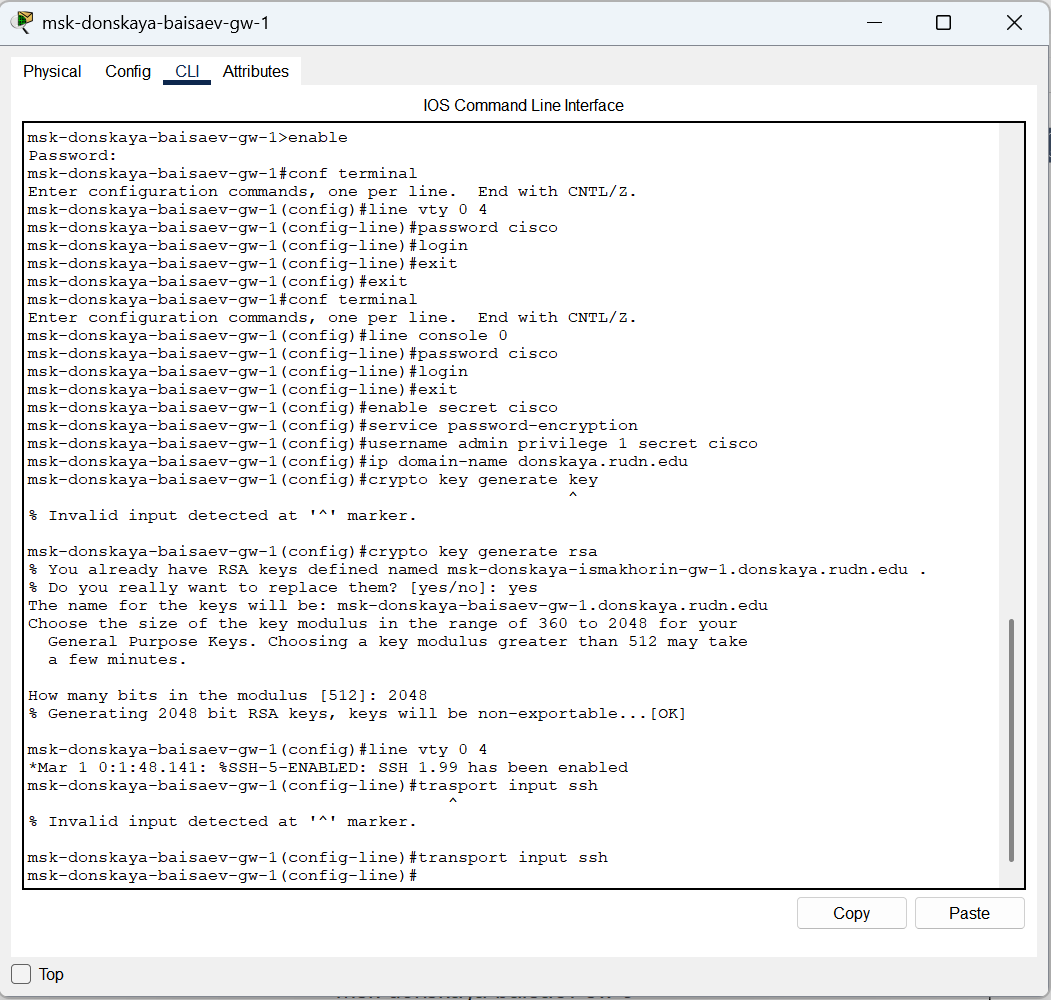 msk-donskaya-baisaev-gw-1
Physical Config CLI Attributes
IOS Command Line Interface
msk-donskaya-baisaev-gw-1>enable
Password:
msk-donskaya-baisaev-gw-1#conf terminal
Enter configuration commands, one per line.  End with CNTL/Z.
msk-donskaya-baisaev-gw-1(config)#line vty 0 4
msk-donskaya-baisaev-gw-1(config-line)#password cisco
msk-donskaya-baisaev-gw-1(config-line)#login
msk-donskaya-baisaev-gw-1(config-line)#exit
msk-donskaya-baisaev-gw-1(config)#exit
msk-donskaya-baisaev-gw-1#conf terminal
Enter configuration commands, one per line.  End with CNTL/Z.
msk-donskaya-baisaev-gw-1(config)#line console 0
msk-donskaya-baisaev-gw-1(config-line)#password cisco
msk-donskaya-baisaev-gw-1(config-line)#login
msk-donskaya-baisaev-gw-1(config-line)#exit
msk-donskaya-baisaev-gw-1(config)#enable secret cisco
msk-donskaya-baisaev-gw-1(config)#service password-encryption
msk-donskaya-baisaev-gw-1(config)#username admin privilege 1 secret cisco
msk-donskaya-baisaev-gw-1(config)#ip domain-name donskaya.rudn.edu
msk-donskaya-baisaev-gw-1(config)#crypto key generate key
^
% Invalid input detected at '^' marker.
msk-donskaya-baisaev-gw-1(config)#crypto key generate rsa
% You already have RSA keys defined named msk-donskaya-ismakhorin-gw-1.donskaya.rudn.edu .
% Do you really want to replace them? [yes/no]: yes
The name for the keys will be: msk-donskaya-baisaev-gw-1.donskaya.rudn.edu
Choose the size of the key modulus in the range of 360 to 2048 for your
General Purpose Keys. Choosing a key modulus greater than 512 may take
a few minutes.
How many bits in the modulus [512]: 2048
% Generating 2048 bit RSA keys, keys will be non-exportable...[OK]
msk-donskaya-baisaev-gw-1(config)#line vty 0 4
*Mar 1 0:1:48.141: %SSH-5-ENABLED: SSH 1.99 has been enabled
msk-donskaya-baisaev-gw-1(config-line)#trasport input ssh
^
% Invalid input detected at '^' marker.
msk-donskaya-baisaev-gw-1(config-line)#transport input ssh
msk-donskaya-baisaev-gw-1(config-line)#
Copy Paste
Top